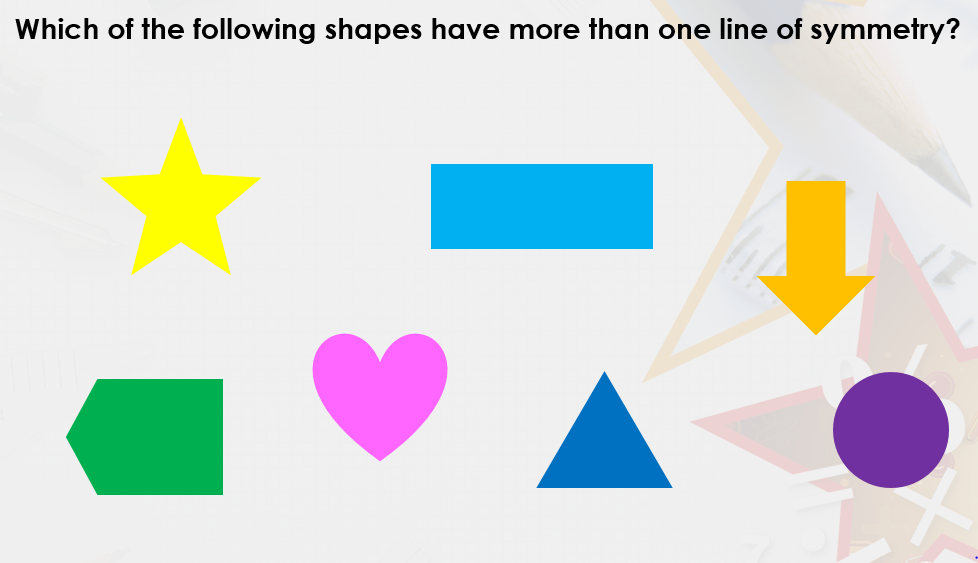 Which of the following shapes have more than one line of symmetry?